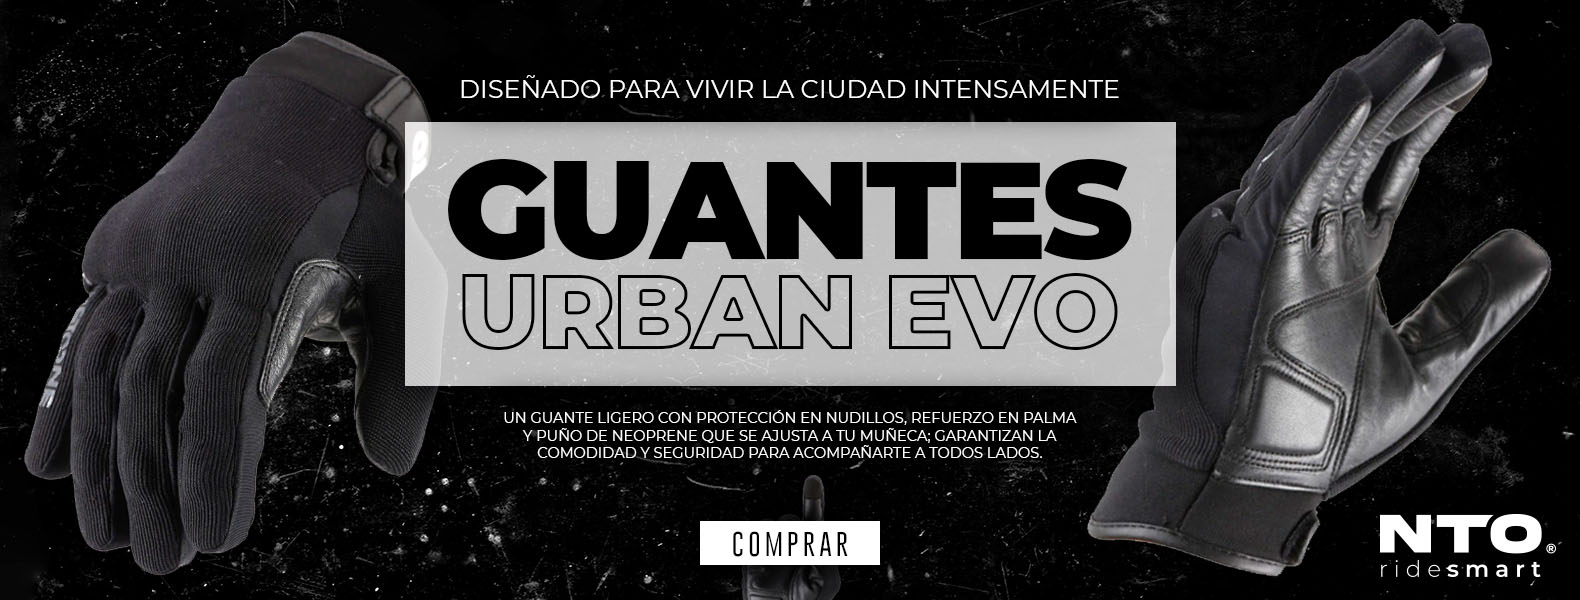 DISEÑADO PARA VIVIR LA CIUDAD INTENSAMENTE
GUANTES
URBAN EVO
UN GUANTE LIGERO CON PROTECCIÓN EN NUDILLOS, REFUERZO EN PALMA
Y PUÑO DE NEOPRENE QUE SE AJUSTA A TU MUÑECA; GARANTIZAN LA
COMODIDAD Y SEGURIDAD PARA ACOMPAÑARTE A TODOS LADOS.
COMPRAR
NTO®
ridesmart